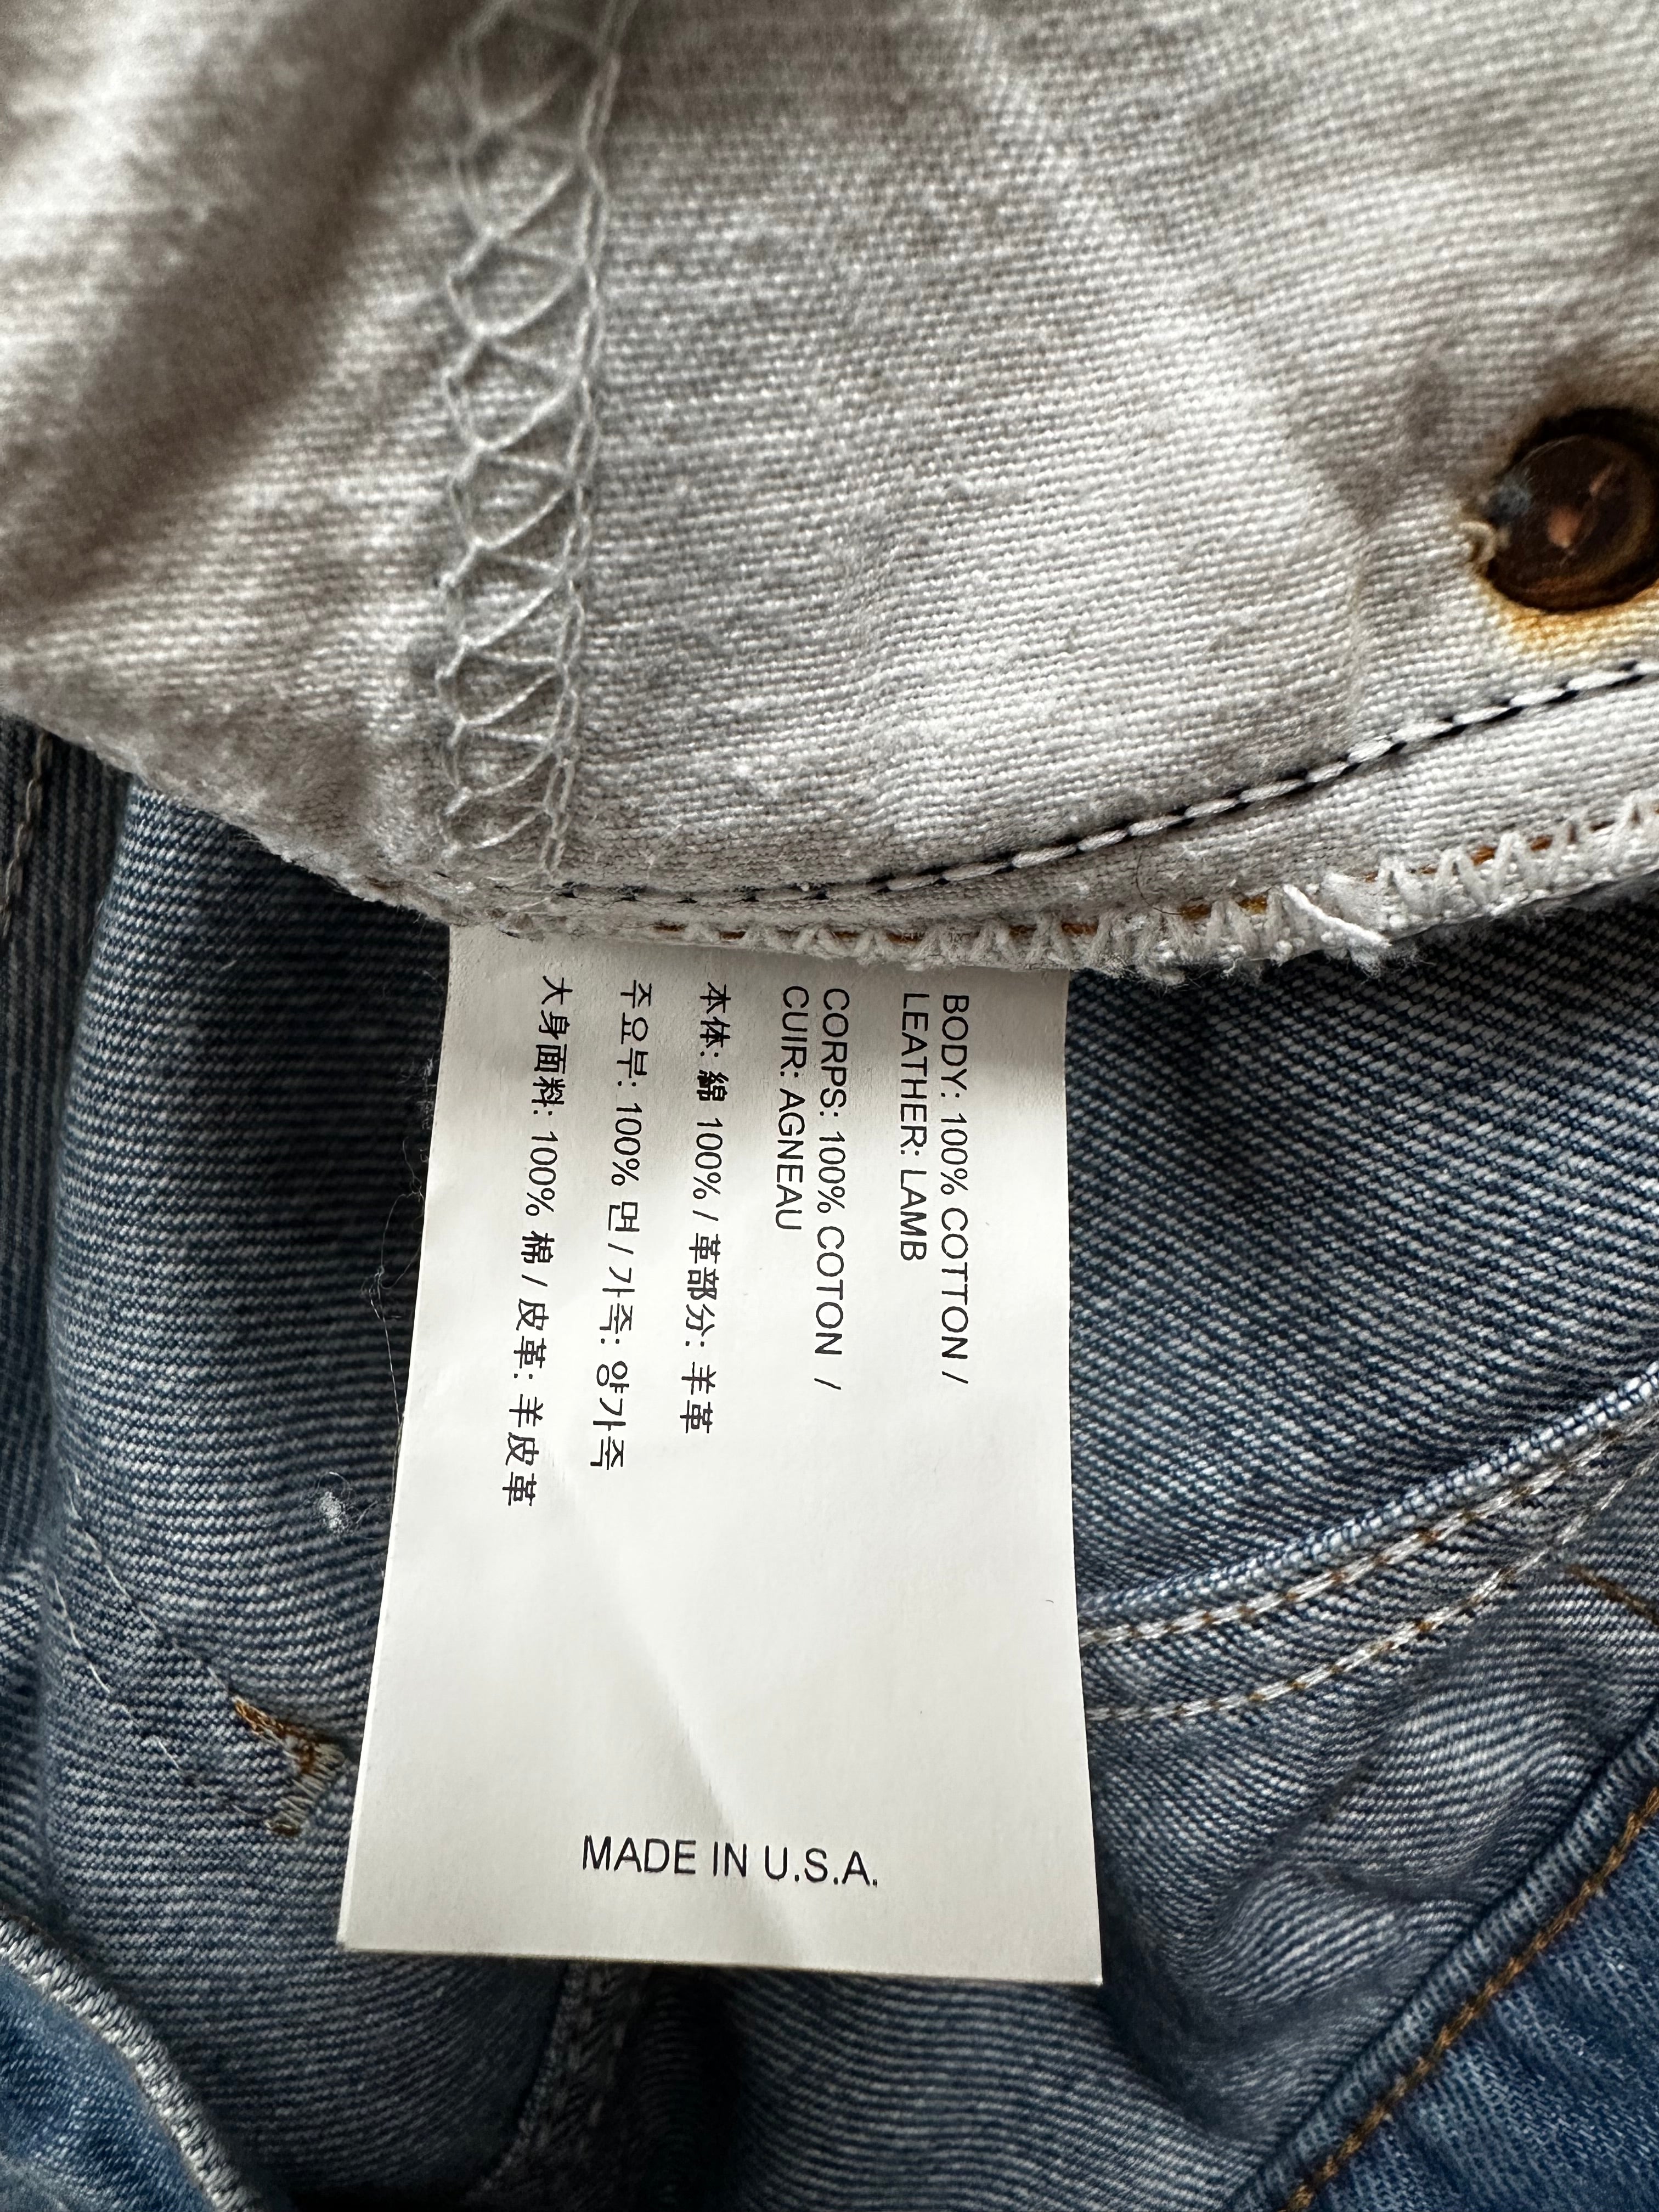 BODY: 100% COTTON /
LEATHER: LAMB
CORPS: 100% COTON /
CUIR: AGNEAU
本体: 綿 100% / 革部分: 羊革
주요부: 100% 면 / 가죽: 양가죽
大身面料: 100% 棉 / 皮革: 羊皮革
MADE IN U.S.A.